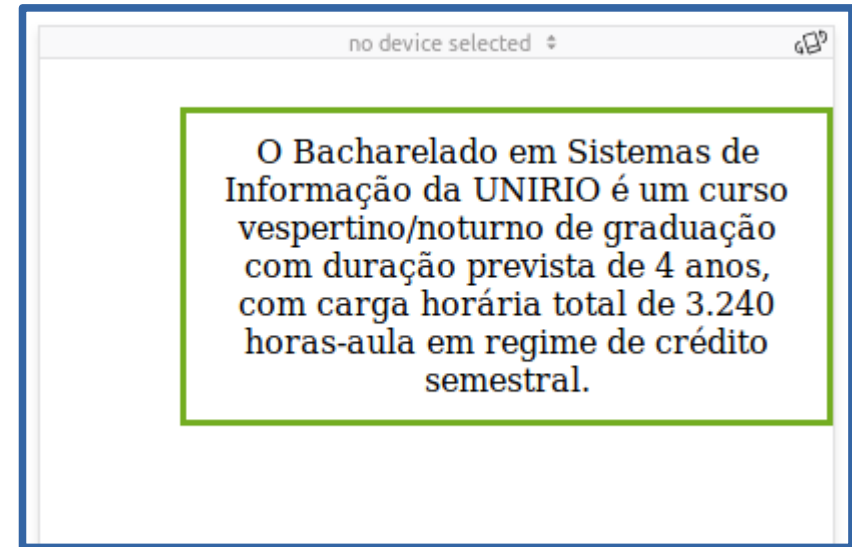 no device selected
O Bacharelado em Sistemas de
Informação da UNIRIO é um curso
vespertino/noturno de graduação
com duração prevista de 4 anos,
com carga horária total de 3.240
horas-aula em regime de crédito
semestral.